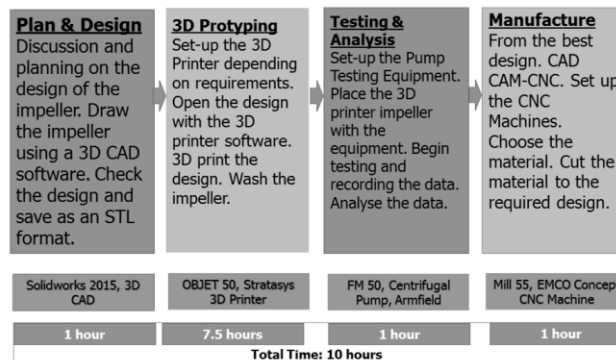 Plan & Design
Discussion and
planning on the
design of the
impeller. Draw
the impeller
using a 3D CAD
software. Check
the design and
save as an STL
format.
3D Protyping
Set-up the 3D
Printer depending
on requirements.
Open the design
with the 3D
printer software.
3D print the
design. Wash the
impeller.
Testing &
Analysis
Set-up the Pump
Testing Equipment.
Place the 3D
printer impeller
with the
equipment. Begin
testing and
recording the data.
Analyse the data.
Manufacture
From the best
design. CAD
CAM-CNC. Set up
the CNC
Machines.
Choose the
material. Cut the
material to the
required design.
Solidworks 2015, 3D
CAD
OBJET 50, Stratasys
3D Printer
FM 50, Centrifugal
Pump, Armfield
Mill 55, EMCO Concep
CNC Machine
1 hour
7.5 hours
1 hour
1 hour
Total Time: 10 hours